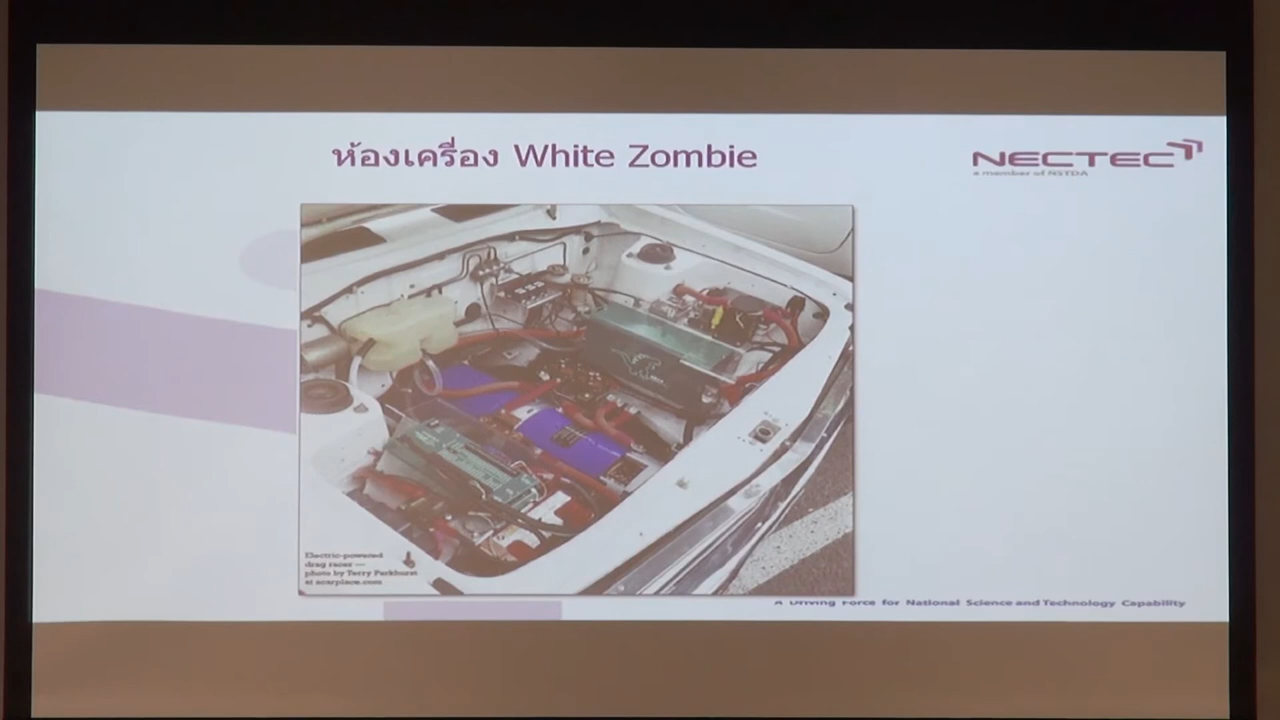 ห้องเครื่อง White Zombie
NECTEC
a member of NSTDA
Electric-powered
drag racer —
photo by Terry Parkhurst
at acarplace.com
A Driving Force for National Science and Technology Capability